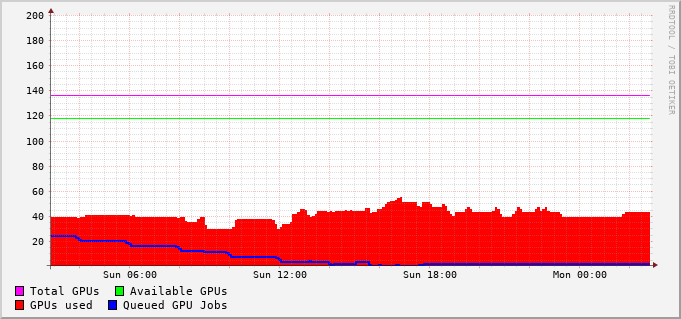 200
180
160
140
120
100
80
60
40
20
Sun 06:00 Sun 12:00 Sun 18:00 Mon 00:00
Total GPUs Available GPUs
GPUs used Queued GPU Jobs
RRDTOOL / TOBI OETIKER